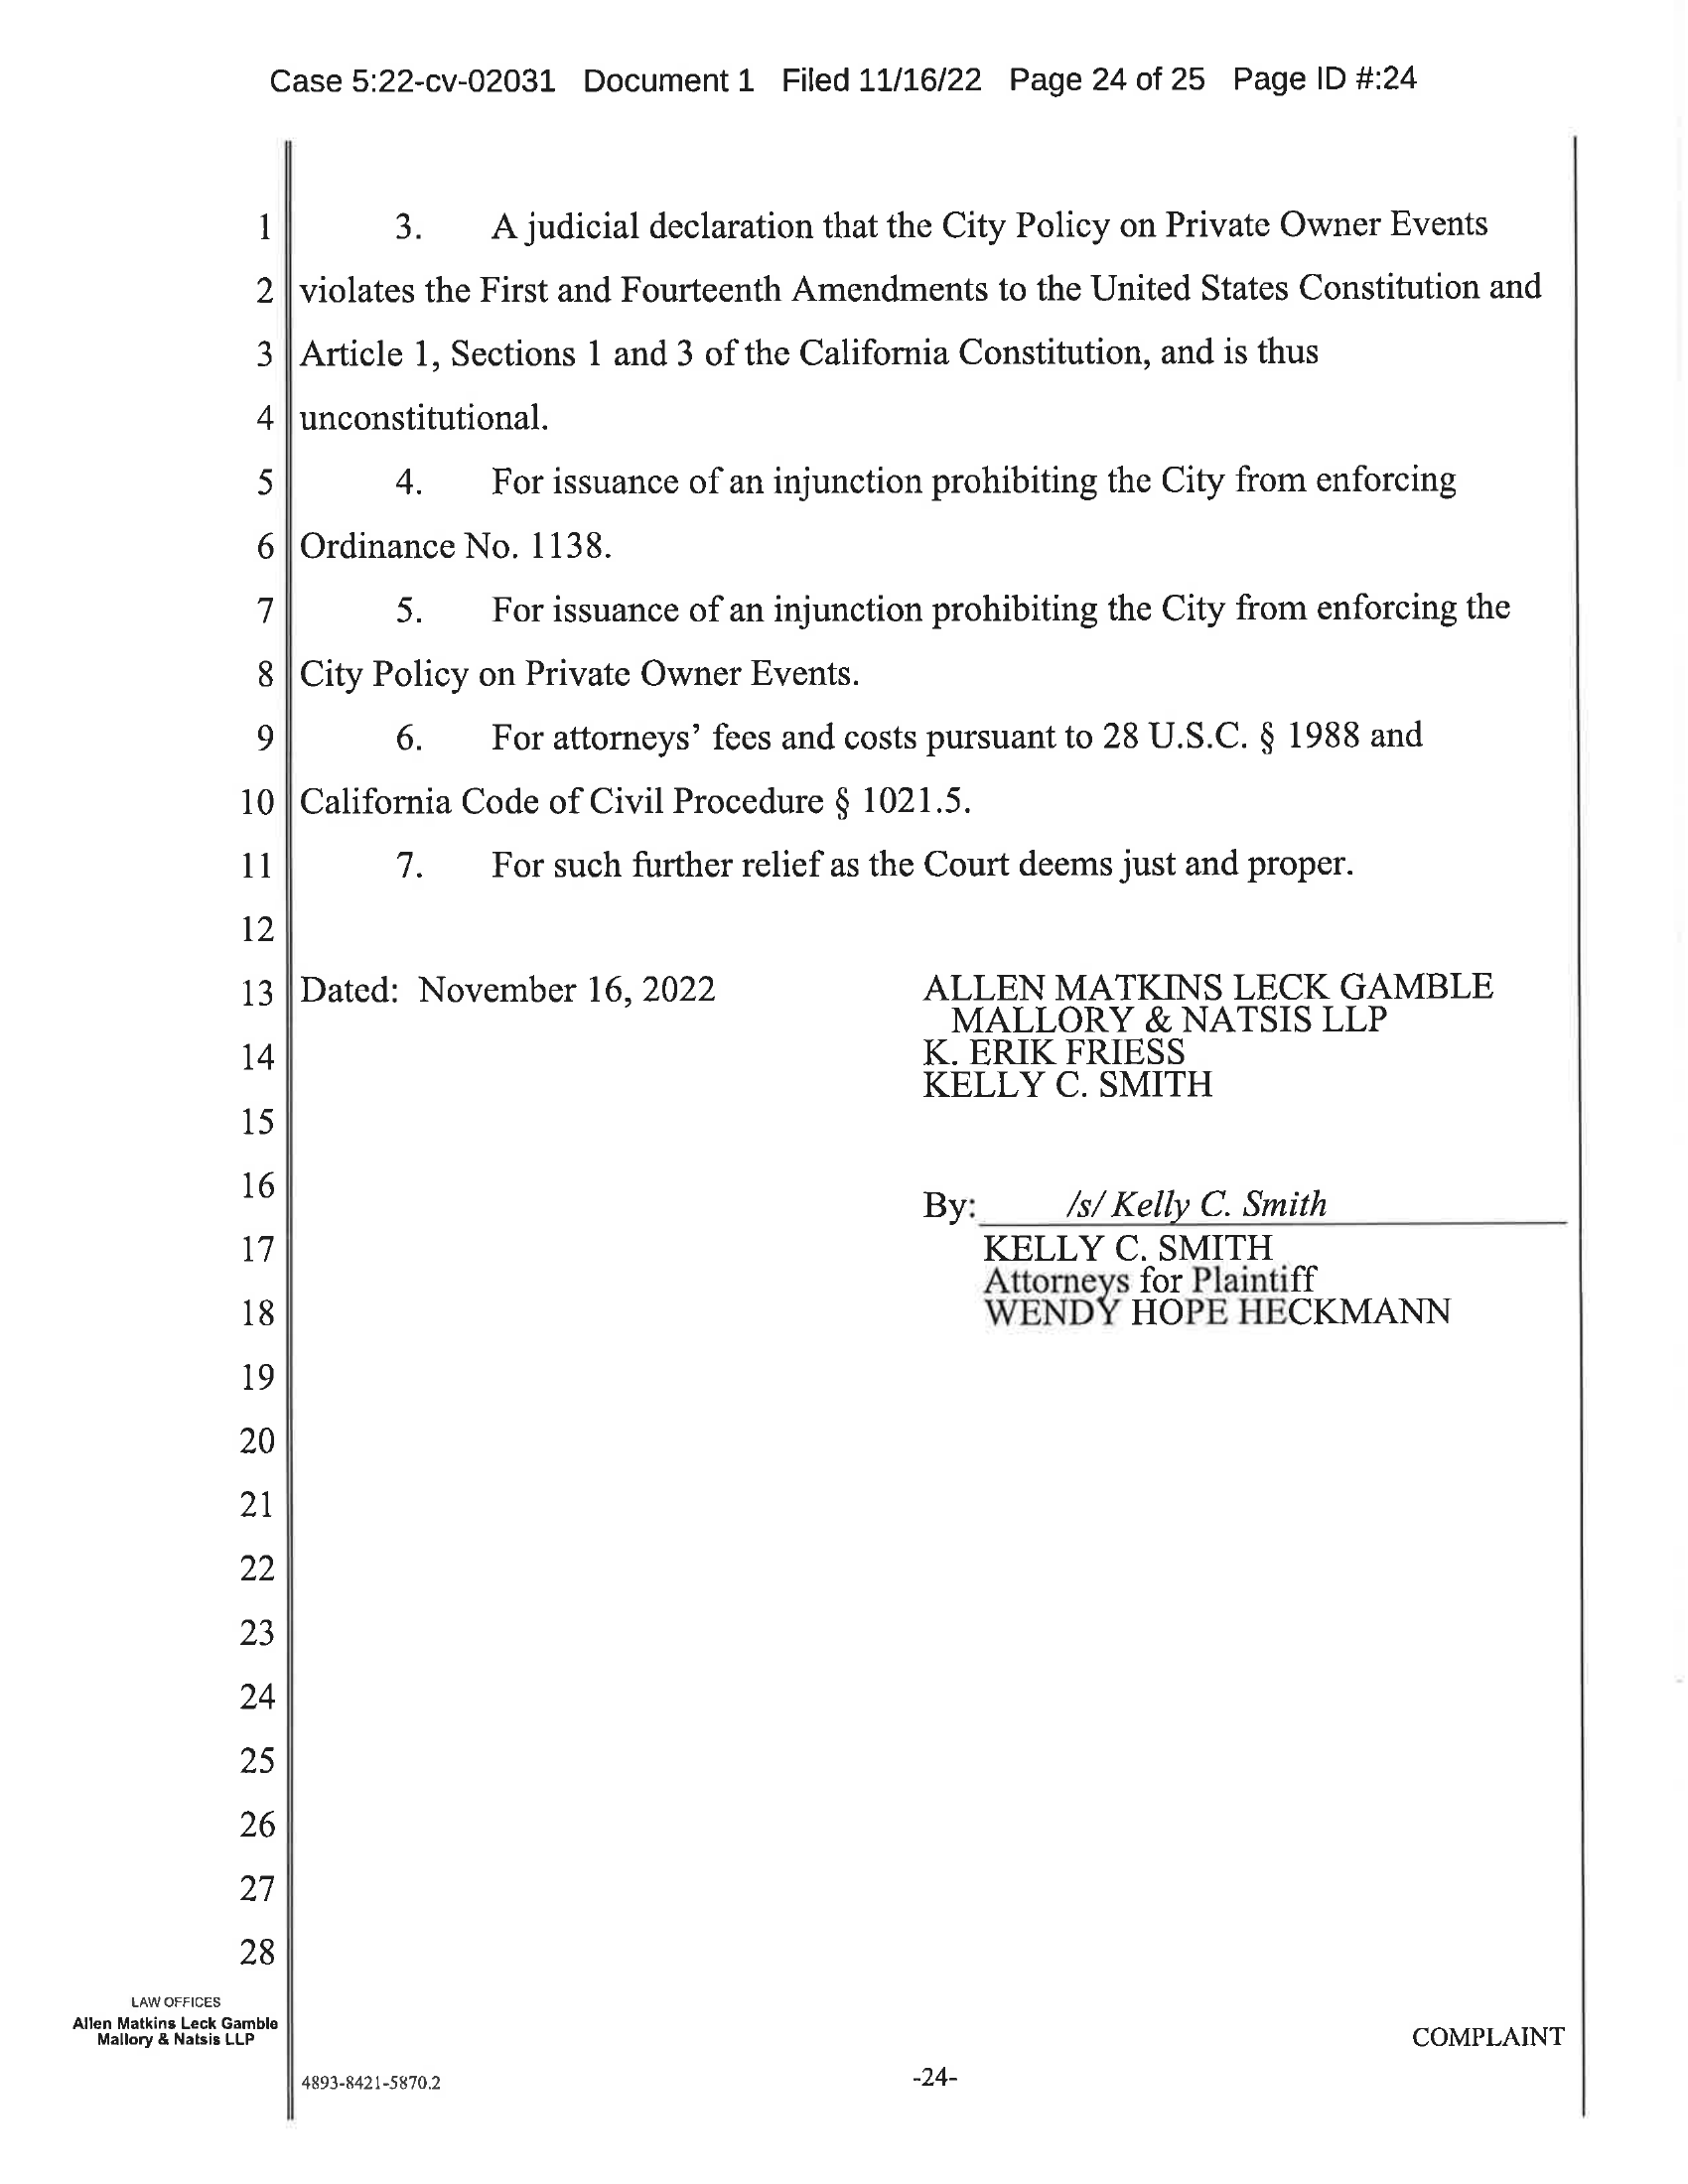 Case 5:22-cv-02031 Document 1 Filed 11/16/22 Page 24 of 25 Page ID #:24
1 3. A judicial declaration that the City Policy on Private Owner Events
2 violates the First and Fourteenth Amendments to the United States Constitution and
3 Article 1, Sections 1 and 3 of the California Constitution, and is thus
4 unconstitutional.
5 4. For issuance of an injunction prohibiting the City from enforcing
6 Ordinance No. 1138.
7 5. For issuance of an injunction prohibiting the City from enforcing the
8 City Policy on Private Owner Events.
9 6. For attorneys' fees and costs pursuant to 28 U.S.C. § 1988 and
10 California Code of Civil Procedure § 1021.5.
11 7. For such further relief as the Court deems just and proper.
12
13 Dated: November 16, 2022 ALLEN MATKINS LECK GAMBLE
MALLORY & NATSIS LLP
14 K. ERIK FRIESS
KELLY C. SMITH
15
16 By: /s/ Kelly C. Smith
17 KELLY C. SMITH
Attorneys for Plaintiff
18 WENDY HOPE HECKMANN
19
20
21
22
23
24
25
26
27
28
LAW OFFICES
Allen Matkins Leck Gamble
Mallory & Natsis LLP
COMPLAINT
4893-8421-5870.2 -24-